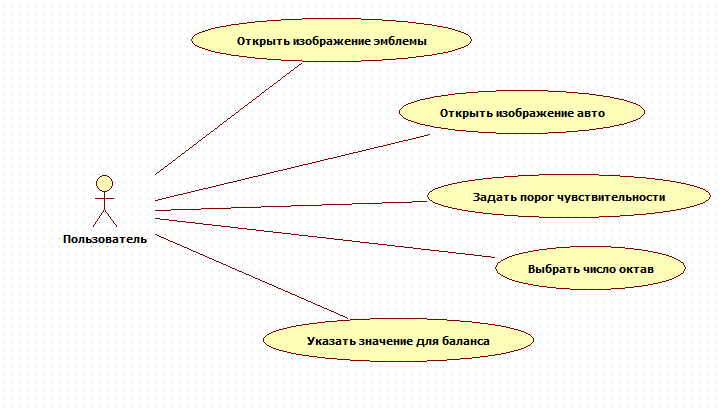 Открыть изображение эмблемы
Открыть изображение авто
Задать порог чувствительности
Пользователь
Выбрать число октав
Указать значение для баланса